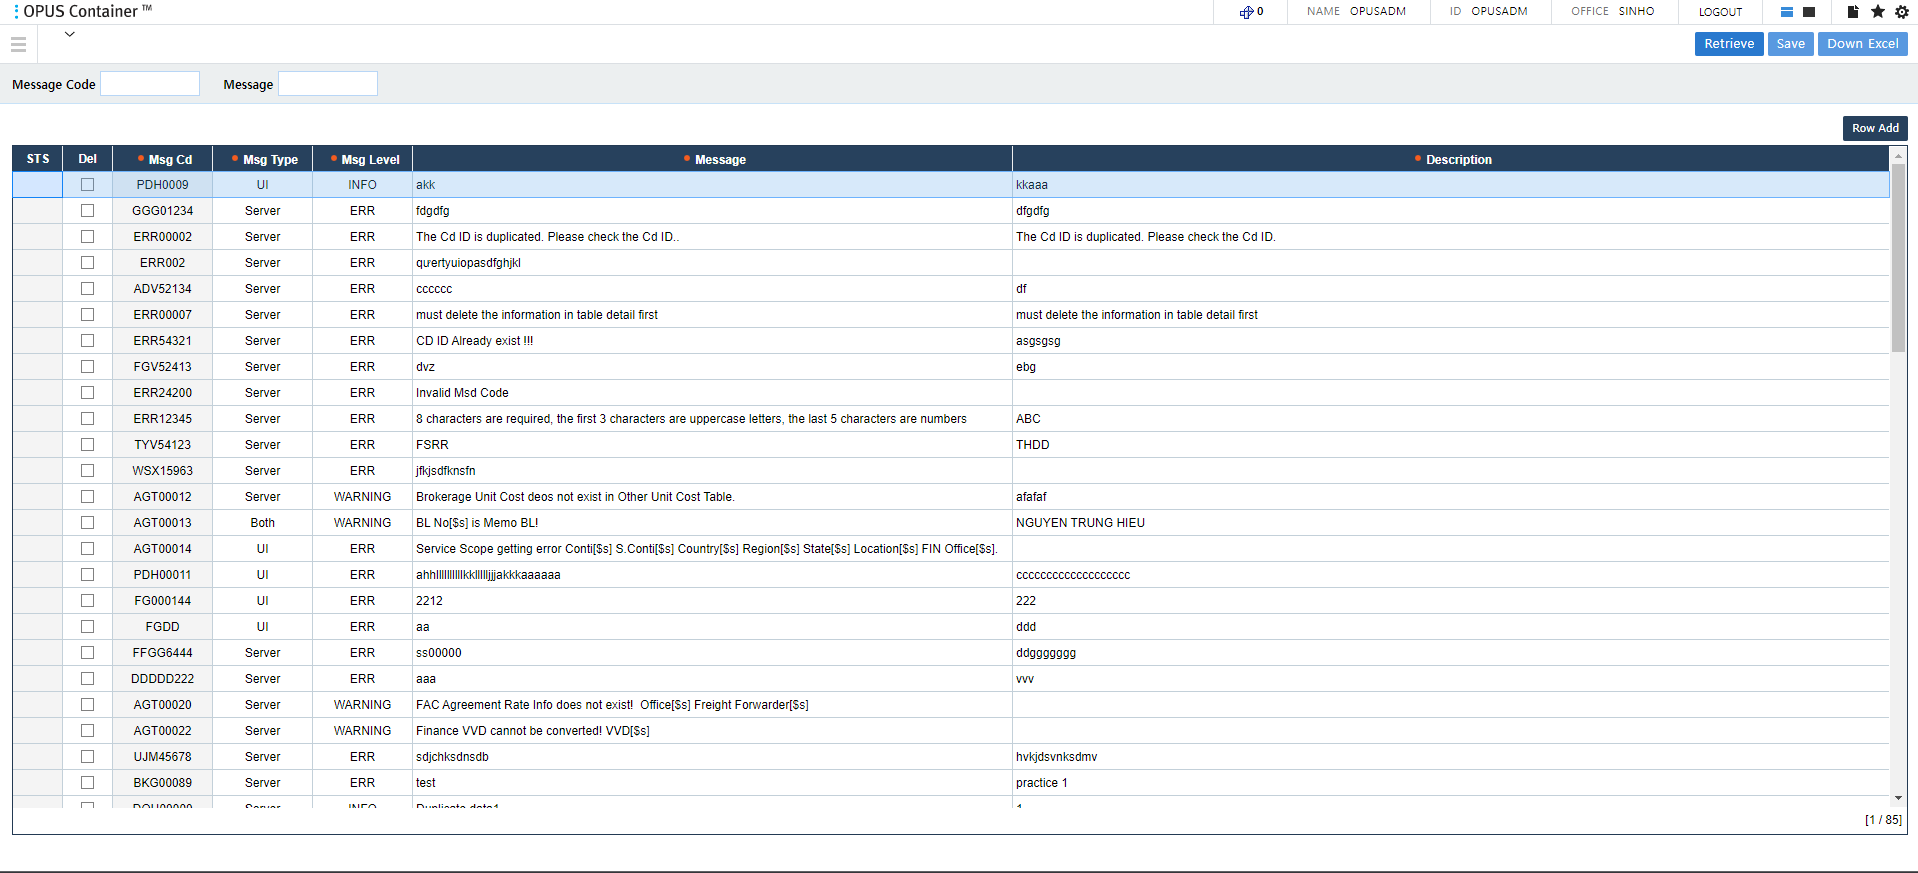 OPUS Container ™ 0 NAME OPUSADM ID OPUSADM OFFICE SINHO LOGOUT
Retrieve Save Down Excel
Message Code Message
Row Add
STS Del Msg Cd Msg Type Msg Level Message Description
PDH0009 UI INFO akk kkaaa
GGG01234 Server ERR fdgdfg dfgdfg
ERR00002 Server ERR The Cd ID is duplicated. Please check the Cd ID.. The Cd ID is duplicated. Please check the Cd ID.
ERR002 Server ERR qưertyuiopasdfghjkl
ADV52134 Server ERR cccccc df
ERR00007 Server ERR must delete the information in table detail first must delete the information in table detail first
ERR54321 Server ERR CD ID Already exist !!! asgsgsg
FGV52413 Server ERR dvz ebg
ERR24200 Server ERR Invalid Msd Code
ERR12345 Server ERR 8 characters are required, the first 3 characters are uppercase letters, the last 5 characters are numbers ABC
TYV54123 Server ERR FSRR THDD
WSX15963 Server ERR jfkjsdfknsfn
AGT00012 Server WARNING Brokerage Unit Cost deos not exist in Other Unit Cost Table. afafaf
AGT00013 Both WARNING BL No[$s] is Memo BL! NGUYEN TRUNG HIEU
AGT00014 UI ERR Service Scope getting error Conti[$s] S.Conti[$s] Country[$s] Region[$s] State[$s] Location[$s] FIN Office[$s].
PDH00011 UI ERR ccccccccccccccccccc
FG000144 UI ERR 2212 222
FGDD UI ERR aa ddd
FFGG6444 Server ERR ss00000 ddggggggg
DDDDD222 Server ERR aaa vvv
AGT00020 Server WARNING FAC Agreement Rate Info does not exist!  Office[$s] Freight Forwarder[$s]
AGT00022 Server WARNING Finance VVD cannot be converted! VVD[$s]
UJM45678 Server ERR sdjchksdnsdb hvkjdsvnksdmv
BKG00089 Server ERR test practice 1
Server INFO Duplicate data1 1
[1 / 85]